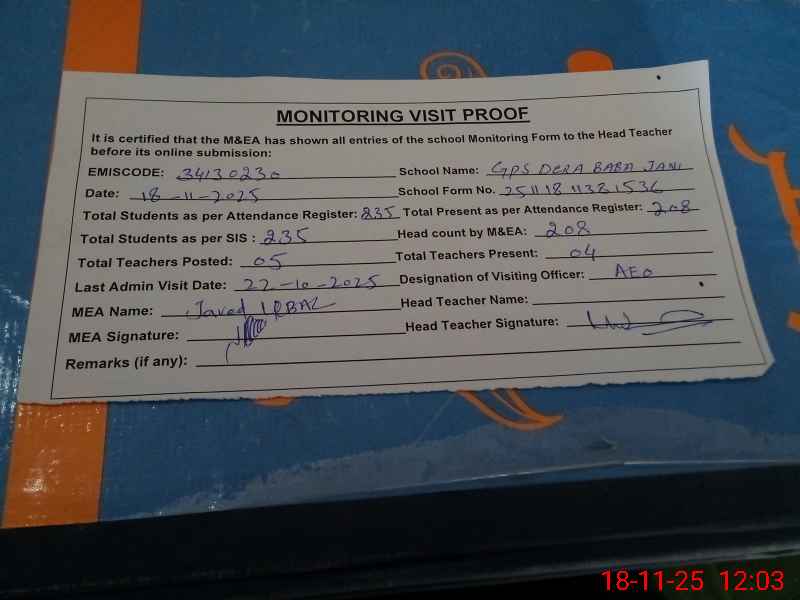 MONITORING VISIT PROOF
It is certified that the M&EA has shown all entries of the school Monitoring Form to the Head Teacher
before its online submission:
EMISCODE: 34130230 School Name: GPS DERA BABA JANI
Date: 18-11-2025 School Form No. 25111811381536
Total Students as per Attendance Register: 235 Total Present as per Attendance Register: 208
Total Students as per SIS : 235 Head count by M&EA: 208
Total Teachers Posted: 05 Total Teachers Present: 04
Last Admin Visit Date: 22-10-2025 Designation of Visiting Officer: AEO
MEA Name: Javed IQBAL Head Teacher Name:
MEA Signature: Head Teacher Signature:
Remarks (if any):
18-11-25 12:03